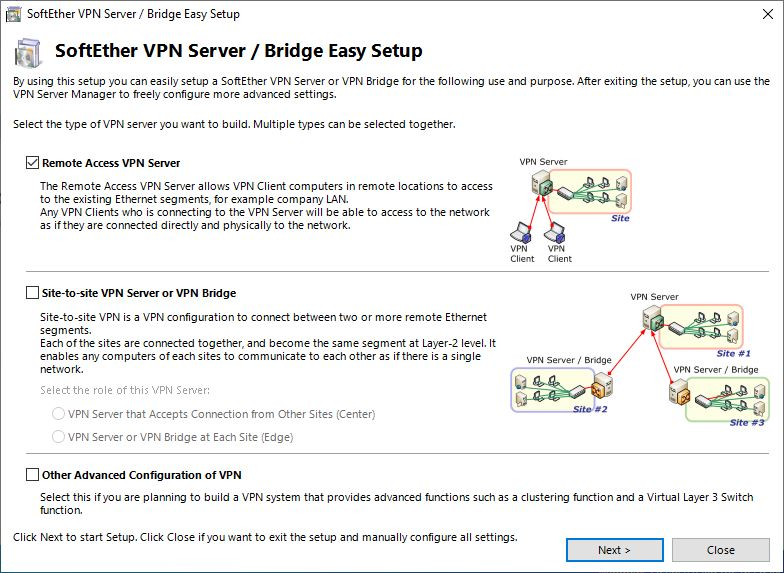 SoftEther VPN Server / Bridge Easy Setup
SoftEther VPN Server / Bridge Easy Setup
By using this setup you can easily setup a SoftEther VPN Server or VPN Bridge for the following use and purpose. After exiting the setup, you can use the
VPN Server Manager to freely configure more advanced settings.
Select the type of VPN server you want to build. Multiple types can be selected together.
Remote Access VPN Server
The Remote Access VPN Server allows VPN Client computers in remote locations to access
to the existing Ethernet segments, for example company LAN.
Any VPN Clients who is connecting to the VPN Server will be able to access to the network
as if they are connected directly and physically to the network.
VPN Server
Site
VPN
Client
VPN
Client
Site-to-site VPN Server or VPN Bridge
Site-to-site VPN is a VPN configuration to connect between two or more remote Ethernet
segments.
Each of the sites are connected together, and become the same segment at Layer-2 level. It
enables any computers of each sites to communicate to each other as if there is a single
network.
Select the role of this VPN Server:
VPN Server that Accepts Connection from Other Sites (Center)
VPN Server or VPN Bridge at Each Site (Edge)
VPN Server
Site #1
VPN Server / Bridge
Site #2
VPN Server / Bridge
Site #3
Other Advanced Configuration of VPN
Select this if you are planning to build a VPN system that provides advanced functions such as a clustering function and a Virtual Layer 3 Switch
function.
Click Next to start Setup. Click Close if you want to exit the setup and manually configure all settings.
Next >
Close